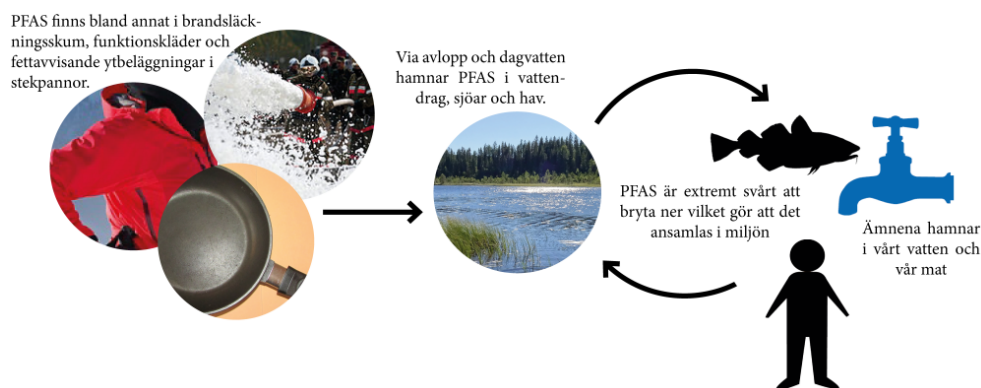 PFAS finns bland annat i brandsläck-
ningsskum, funktionskläder och
fettavvisande ytbeläggningar i
stekpannor.
Via avlopp och dagvatten
hamnar PFAS i vatten-
drag, sjöar och hav.
PFAS är extremt svårt att
bryta ner vilket gör att det
ansamlas i miljön
Ämnena hamnar
i vårt vatten och
vår mat